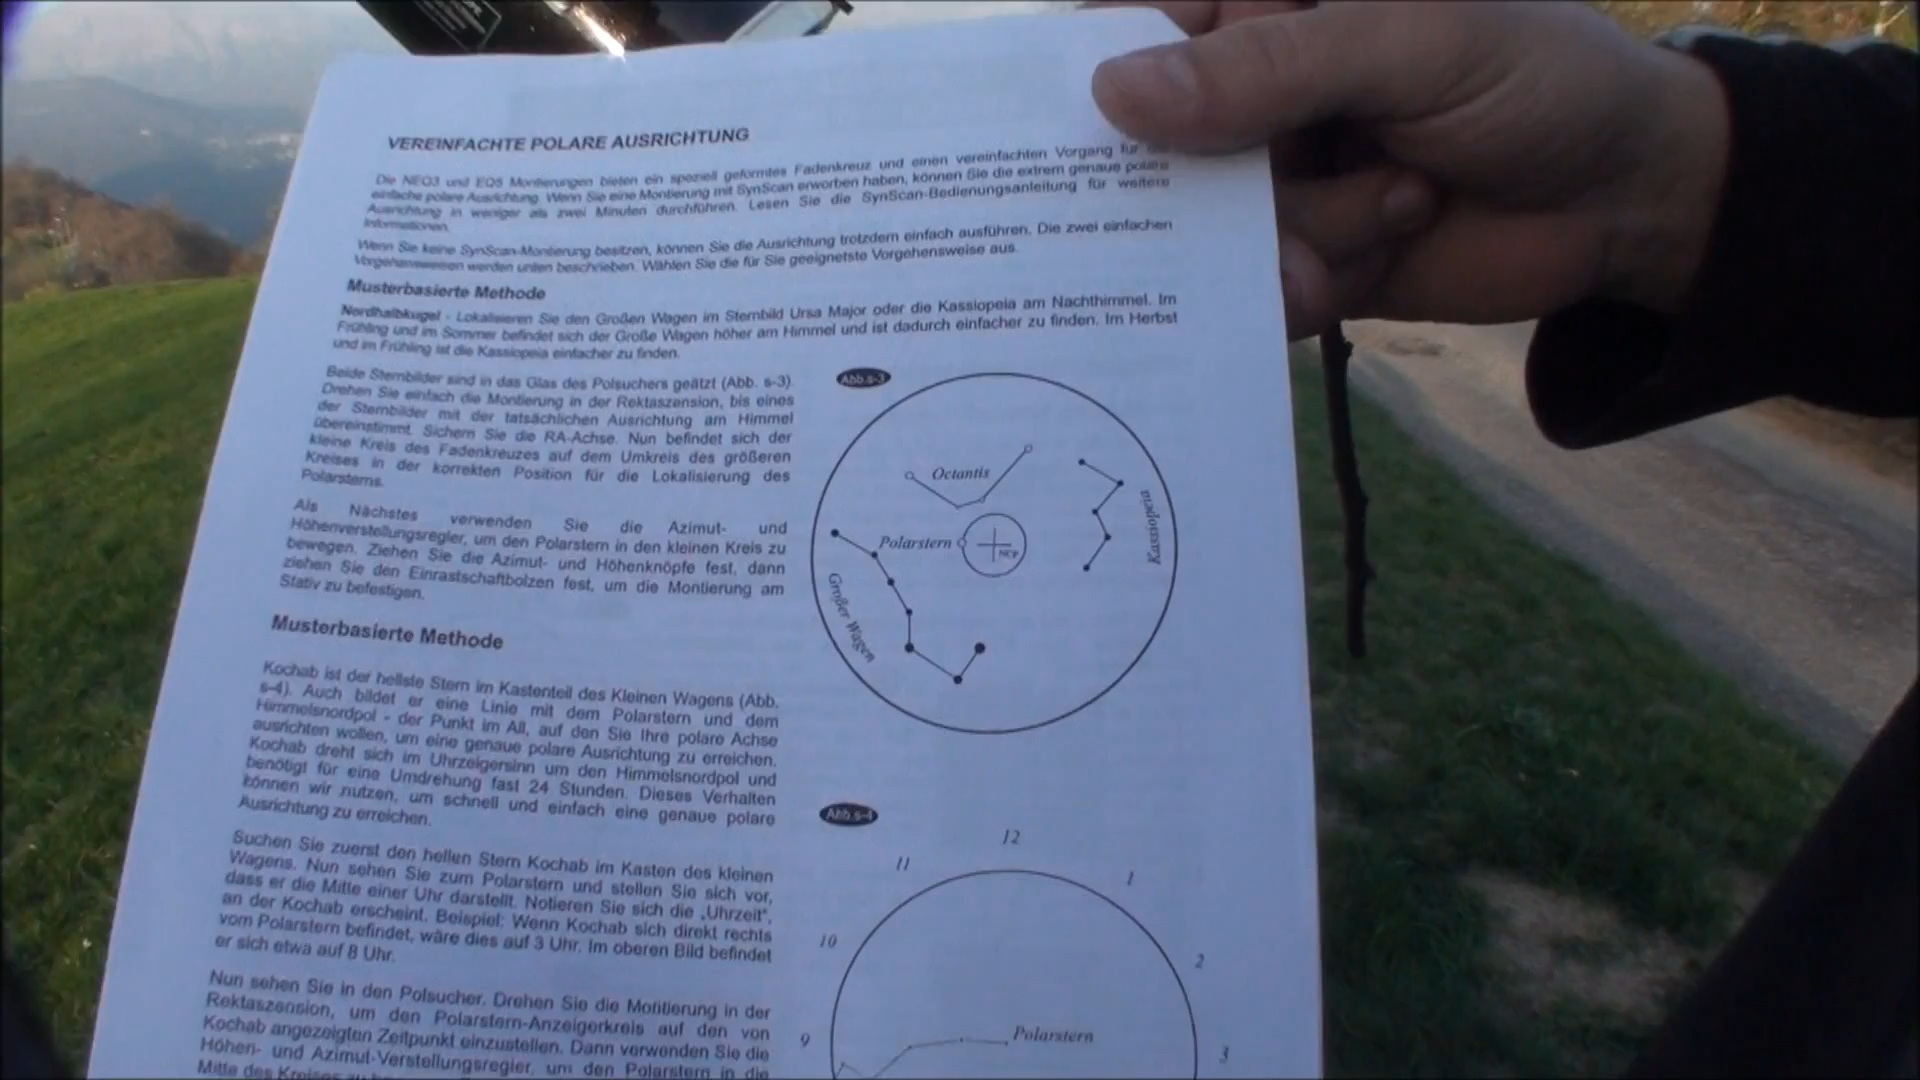 VEREINFACHTE POLARE AUSRICHTUNG
Die NEQ3 und EQ5 Montierungen bieten ein speziell geformtes Fadenkreuz und einen vereinfachten Vorgang für
einfache polare Ausrichtung. Wenn Sie eine Montierung mit SynScan erworben haben, können Sie die extrem genaue polare
Ausrichtung in weniger als zwei Minuten durchführen. Lesen Sie die SynScan-Bedienungsanleitung für weitere
Informationen.
Wenn Sie keine SynScan-Montierung besitzen, können Sie die Ausrichtung trotzdem einfach ausführen. Die zwei einfachen
Vorgehensweisen werden unten beschrieben. Wählen Sie die für Sie geeignetste Vorgehensweise aus.
Musterbasierte Methode
Nordhalbkugel - Lokalisieren Sie den Großen Wagen im Sternbild Ursa Major oder die Kassiopeia am Nachthimmel. Im
Frühling und im Sommer befindet sich der Große Wagen höher am Himmel und ist dadurch einfacher zu finden. Im Herbst
und im Frühling ist die Kassiopeia einfacher zu finden.
Beide Sternbilder sind in das Glas des Polsuchers geätzt (Abb. s-3).
Drehen Sie einfach die Montierung in der Rektaszension, bis eines
der Sternbilder mit der tatsächlichen Ausrichtung am Himmel
übereinstimmt. Sichern Sie die RA-Achse. Nun befindet sich der
kleine Kreis des Fadenkreuzes auf dem Umkreis des größeren
Kreises in der korrekten Position für die Lokalisierung des
Polarsterns.
Als Nächstes verwenden Sie die Azimut- und
Höhenverstellungsregler, um den Polarstern in den kleinen Kreis zu
bewegen. Ziehen Sie die Azimut- und Höhenknöpfe fest, dann
ziehen Sie den Einrastschaftbolzen fest, um die Montierung am
Stativ zu befestigen.
Abb.s-3
Octantis
Polarstern
NCP
Kassiopeia
Großer Wagen
Musterbasierte Methode
Kochab ist der hellste Stern im Kastenteil des Kleinen Wagens (Abb.
s-4). Auch bildet er eine Linie mit dem Polarstern und dem
Himmelsnordpol - der Punkt im All, auf den Sie Ihre polare Achse
ausrichten wollen, um eine genaue polare Ausrichtung zu erreichen.
Kochab dreht sich im Uhrzeigersinn um den Himmelsnordpol und
benötigt für eine Umdrehung fast 24 Stunden. Dieses Verhalten
können wir nutzen, um schnell und einfach eine genaue polare
Ausrichtung zu erreichen.
Suchen Sie zuerst den hellen Stern Kochab im Kasten des kleinen
Wagens. Nun sehen Sie zum Polarstern und stellen Sie sich vor,
dass er die Mitte einer Uhr darstellt. Notieren Sie sich die „Uhrzeit“,
an der Kochab erscheint. Beispiel: Wenn Kochab sich direkt rechts
vom Polarstern befindet, wäre dies auf 3 Uhr. Im oberen Bild befindet
er sich etwa auf 8 Uhr.
Nun sehen Sie in den Polsucher. Drehen Sie die Montierung in der
Rektaszension, um den Polarstern-Anzeigerkreis auf den von
Kochab angezeigten Zeitpunkt einzustellen. Dann verwenden Sie die
Höhen- und Azimut-Verstellungsregler, um den Polarstern in die
Mitte des Kreises zu
Abb.s-4
12
11
1
10
2
9
Polarstern
3